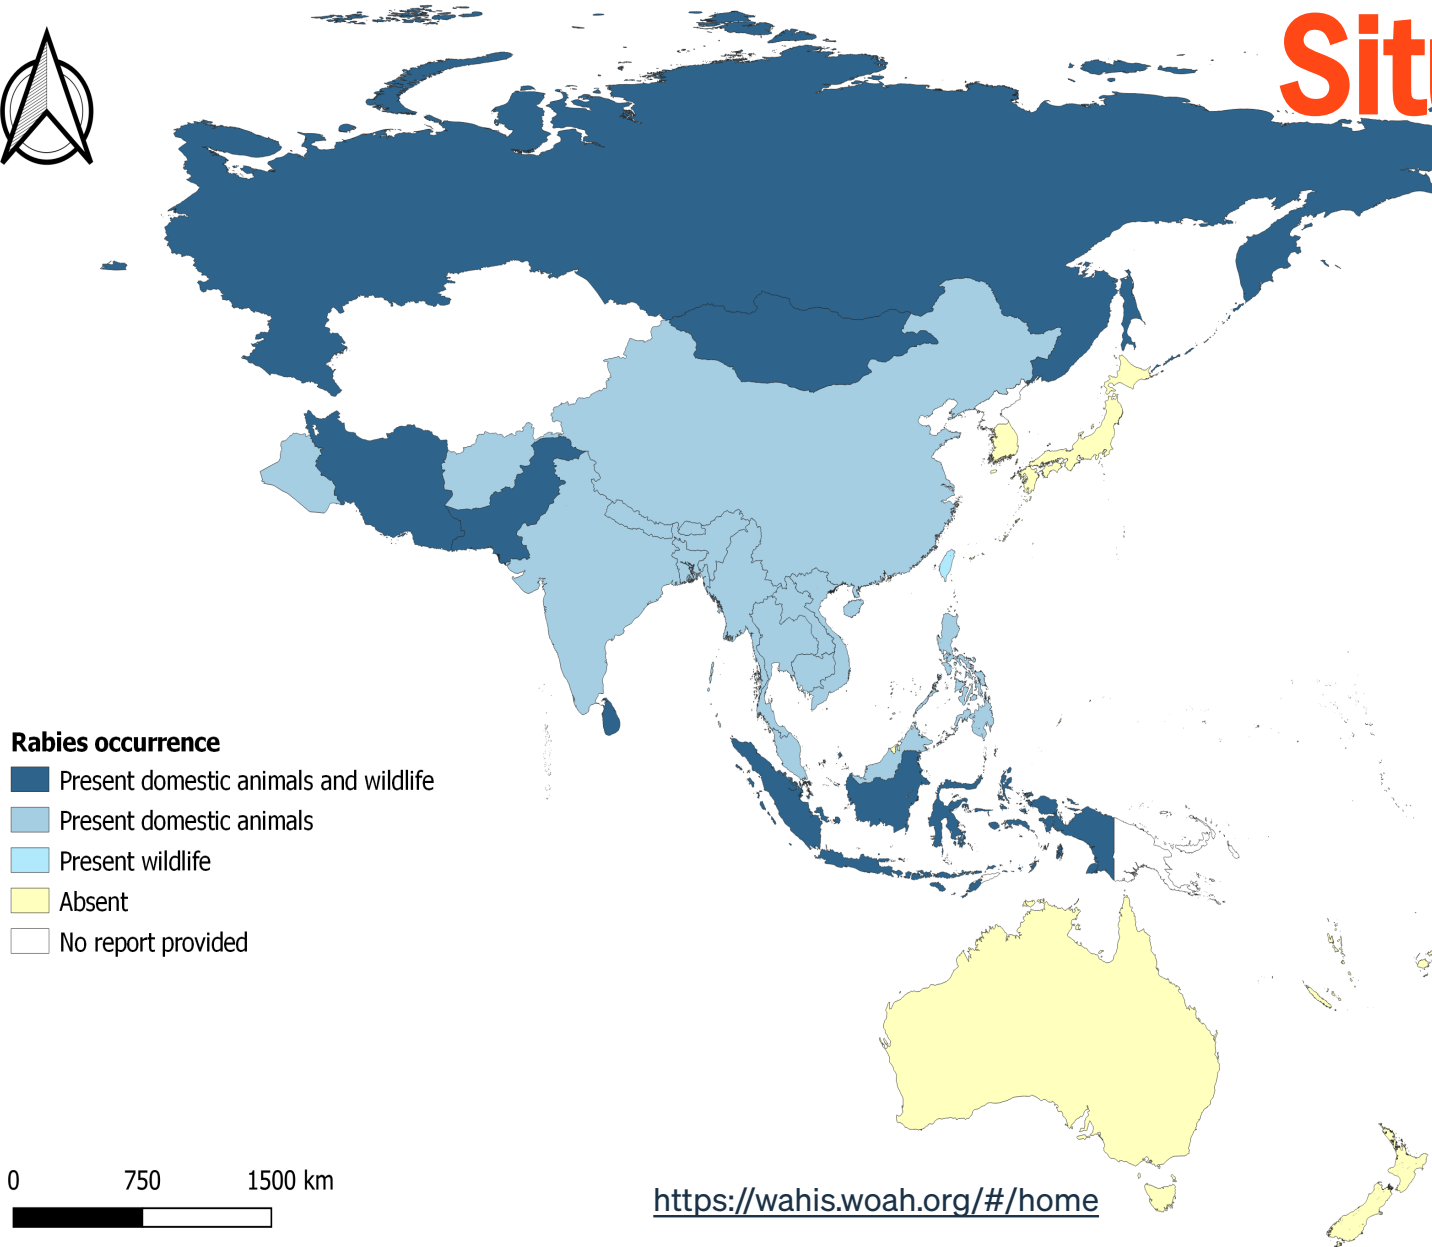 Sit
Rabies occurrence
Present domestic animals and wildlife
Present domestic animals
Present wildlife
Absent
No report provided
0 750 1500 km
https://wahis.woah.org/#/home